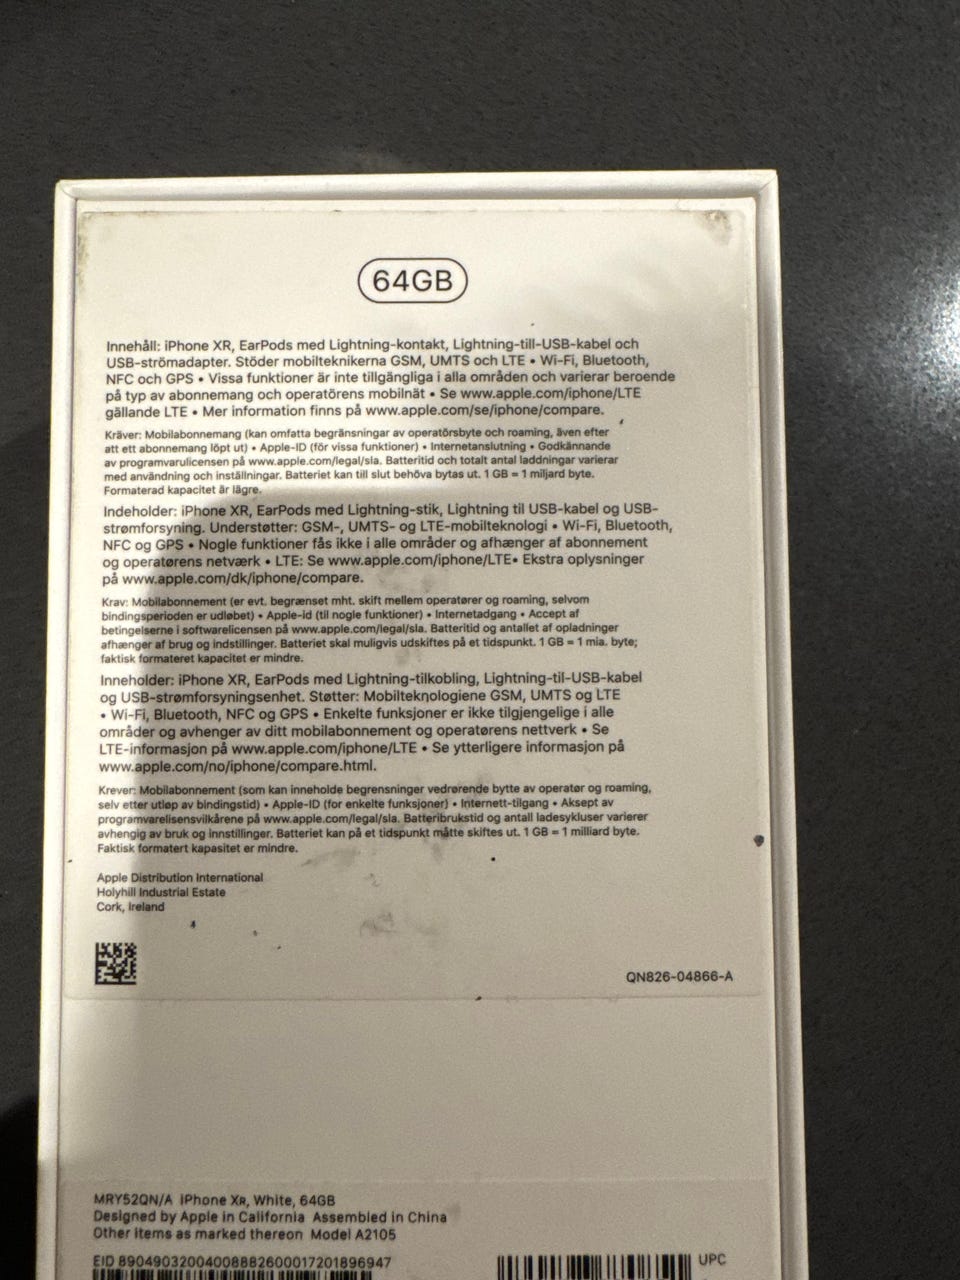 64GB
Innehåll: iPhone XR, EarPods med Lightning-kontakt, Lightning-till-USB-kabel och
USB-strömadapter. Stöder mobilteknikerna GSM, UMTS och LTE • Wi-Fi, Bluetooth,
NFC och GPS • Vissa funktioner är inte tillgängliga i alla områden och varierar beroende
på typ av abonnemang och operatörens mobilnät • Se www.apple.com/iphone/LTE
gällande LTE • Mer information finns på www.apple.com/se/iphone/compare.
Kräver: Mobilabonnemang (kan omfatta begränsningar av operatörsbyte och roaming, även efter
att ett abonnemang löpt ut) • Apple-ID (för vissa funktioner) • Internetanslutning • Godkännande
av programvarulicensen på www.apple.com/legal/sla. Batteritid och totalt antal laddningar varierar
med användning och inställningar. Batteriet kan till slut behöva bytas ut. 1 GB = 1 miljard byte.
Formaterad kapacitet är lägre.
Indeholder: iPhone XR, EarPods med Lightning-stik, Lightning til USB-kabel og USB-
strømforsyning. Understøtter: GSM-, UMTS- og LTE-mobilteknologi • Wi-Fi, Bluetooth,
NFC og GPS • Nogle funktioner fås ikke i alle områder og afhænger af abonnement
og operatørens netværk • LTE: Se www.apple.com/iphone/LTE• Ekstra oplysninger
på www.apple.com/dk/iphone/compare.
Krav: Mobilabonnement (er evt. begrænset mht. skift mellem operatører og roaming, selvom
bindingsperioden er udløbet) • Apple-id (til nogle funktioner) • Internetadgang • Accept af
betingelserne i softwarelicensen på www.apple.com/legal/sla. Batteritid og antallet af opladninger
afhænger af brug og indstillinger. Batteriet skal muligvis udskiftes på et tidspunkt. 1 GB = 1 mia. byte;
faktisk formateret kapacitet er mindre.
Inneholder: iPhone XR, EarPods med Lightning-tilkobling, Lightning-til-USB-kabel
og USB-strømforsyningsenhet. Støtter: Mobilteknologiene GSM, UMTS og LTE
• Wi-Fi, Bluetooth, NFC og GPS • Enkelte funksjoner er ikke tilgjengelige i alle
områder og avhenger av ditt mobilabonnement og operatørens nettverk • Se
LTE-informasjon på www.apple.com/iphone/LTE • Se ytterligere informasjon på
www.apple.com/no/iphone/compare.html.
Krever: Mobilabonnement (som kan inneholde begrensninger vedrørende bytte av operatør og roaming,
selv etter utløp av bindingstid) • Apple-ID (for enkelte funksjoner) • Internett-tilgang • Aksept av
programvarelisensvilkårene på www.apple.com/legal/sla. Batteribrukstid og antall ladesykluser varierer
avhengig av bruk og innstillinger. Batteriet kan på et tidspunkt måtte skiftes ut. 1 GB = 1 milliard byte.
Faktisk formatert kapasitet er mindre.
Apple Distribution International
Holyhill Industrial Estate
Cork, Ireland
QN826-04866-A
MRY52QN/A iPhone XR, White, 64GB
Designed by Apple in California Assembled in China
Other items as marked thereon Model A2105
EID 89049032004008882600017201896947
UPC